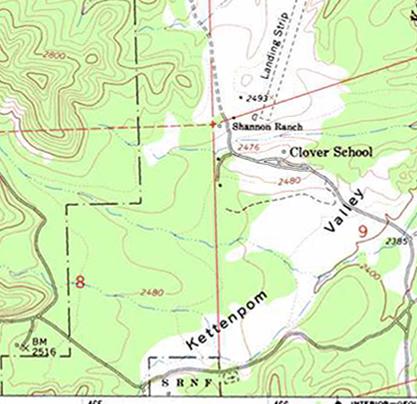 2800
Landing Strip
2493
Shannon Ranch
2476
Clover School
2480
Valley
9
2385
8
2480
2400
Kettenpom
BM
2516
SRNF